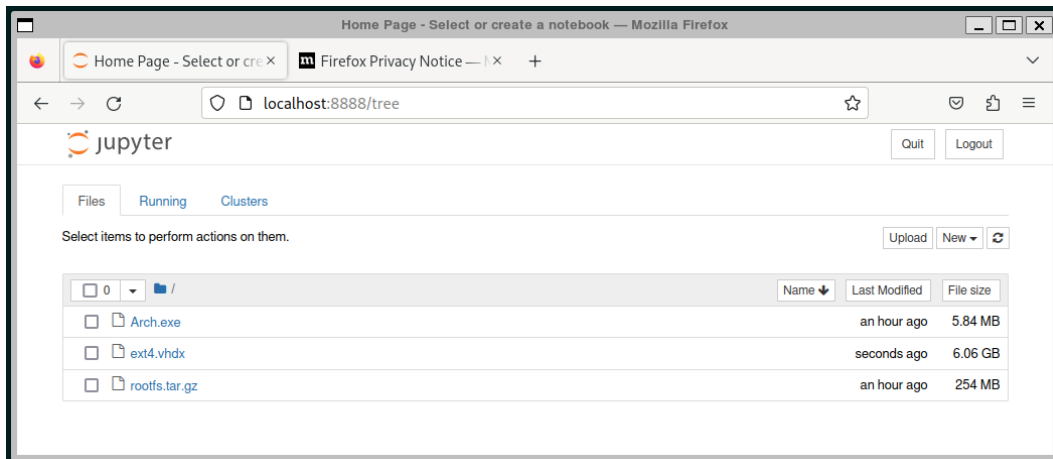 Home Page - Select or create a notebook — Mozilla Firefox
Home Page - Select or cre
Firefox Privacy Notice —
localhost:8888/tree
jupyter
Quit Logout
Files Running Clusters
Select items to perform actions on them.
Upload New
0 / Name Last Modified File size
Arch.exe an hour ago 5.84 MB
ext4.vhdx seconds ago 6.06 GB
rootfs.tar.gz an hour ago 254 MB